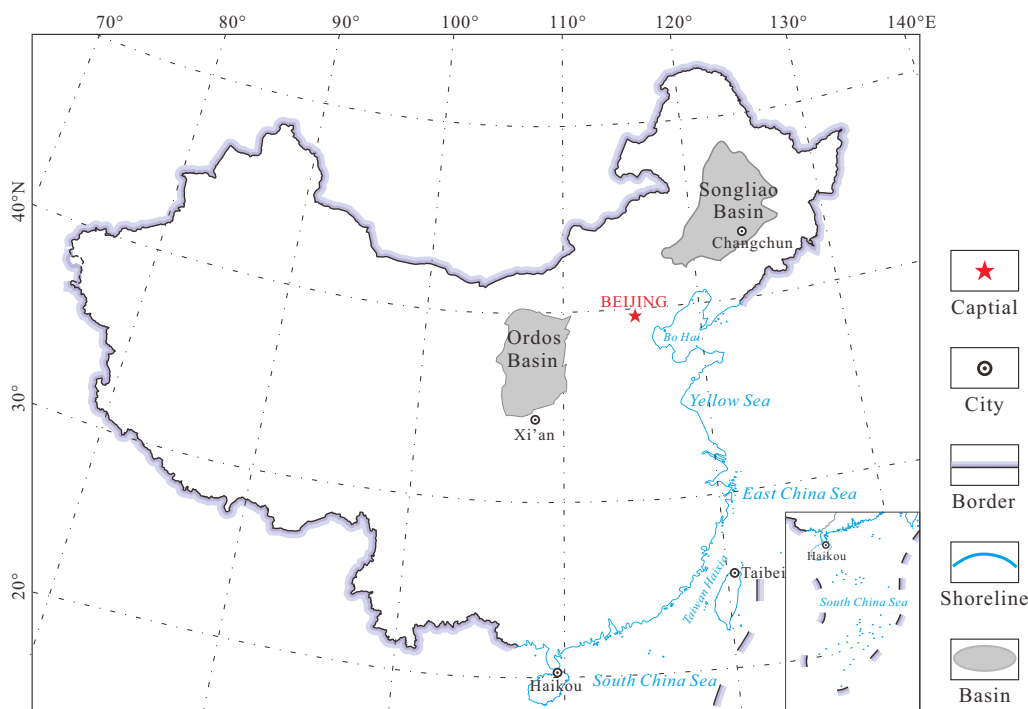 70°
80°
90°
100°
110°
120°
130°
140°E
40°N
30°
20°
Songliao
Basin
Changchun
BEIJING
Bo Hai
Ordos
Basin
Xi’an
Yellow Sea
East China Sea
Taiwan Haixia
Taibei
Haikou
South China Sea
Haikou
South China Sea
Captial
City
Border
Shoreline
Basin